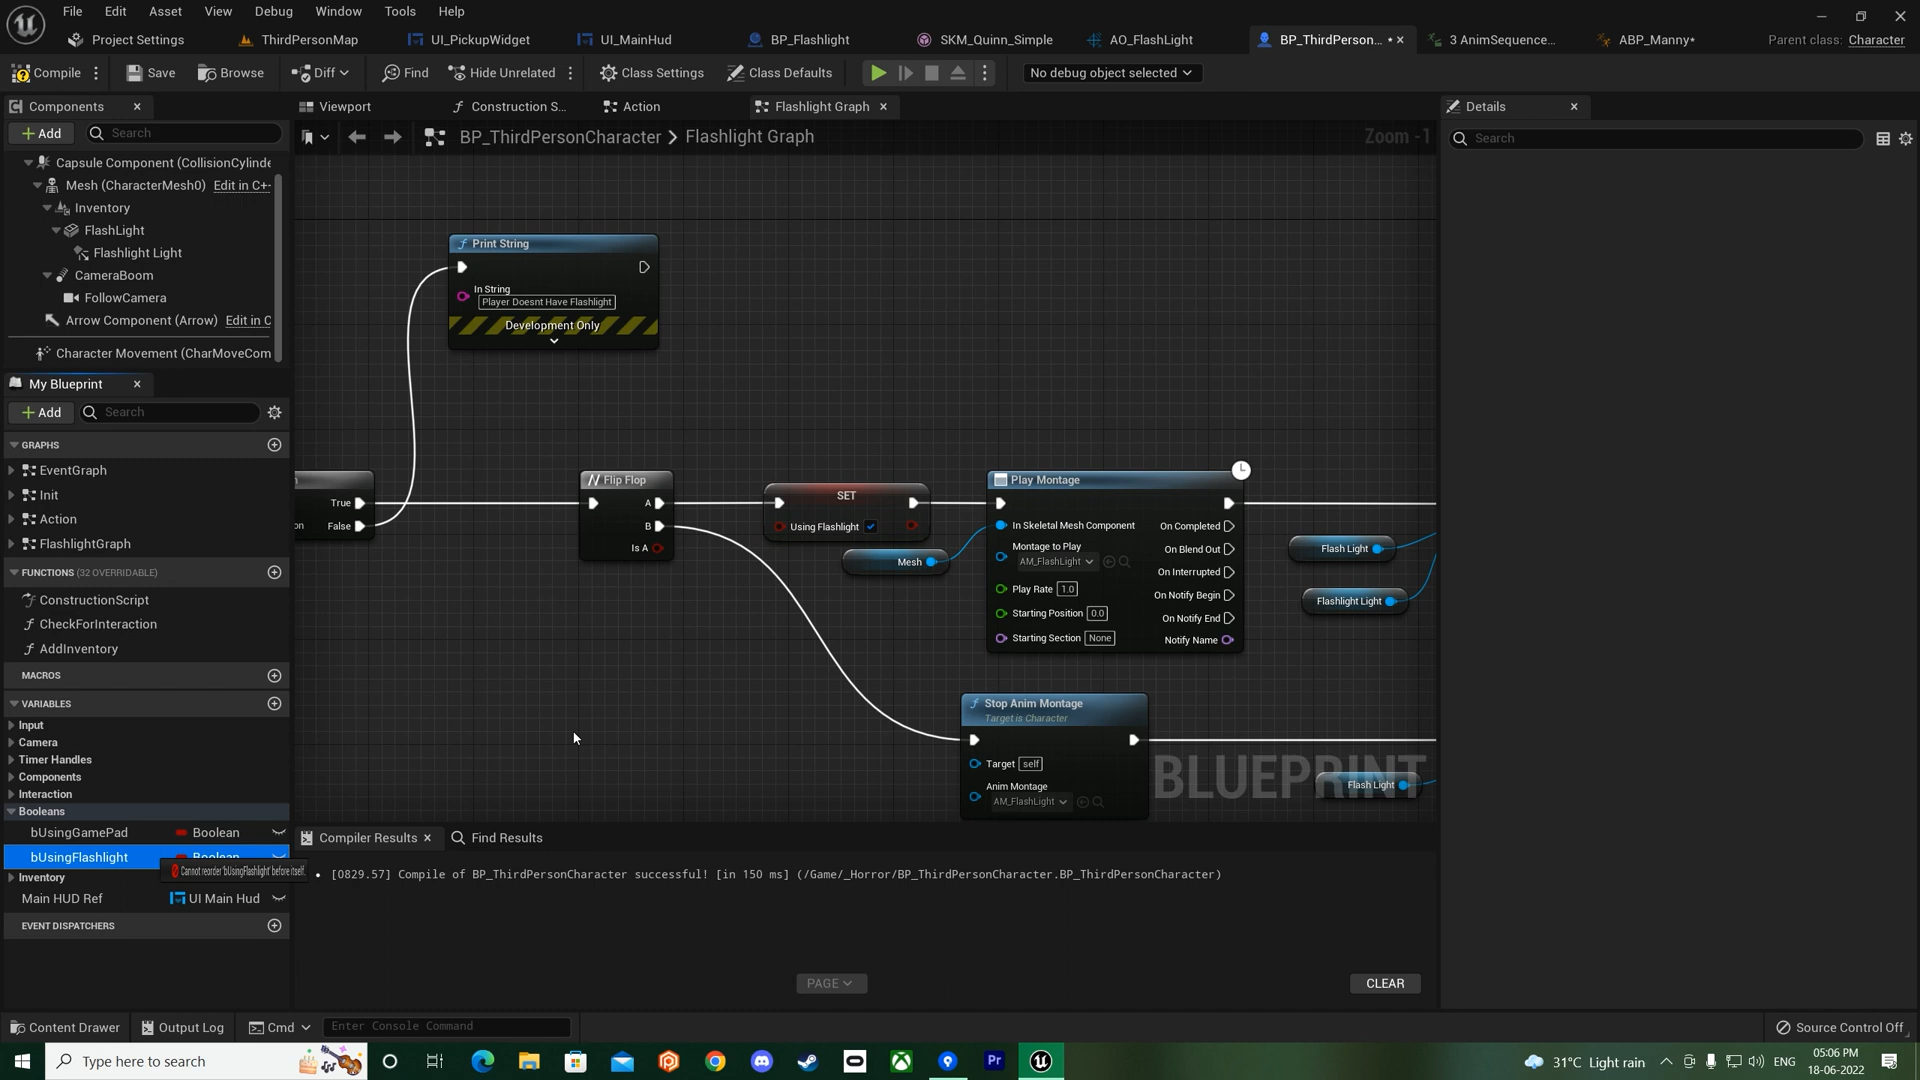 File Edit Asset View Debug Window Tools Help
Project Settings ThirdPersonMap UI_PickupWidget UI_MainHud BP_Flashlight SKM_Quinn_Simple AO_FlashLight BP_ThirdPerson... • 3 AnimSequence... ABP_Manny* Parent class: Character
Compile Save Browse Diff Find Hide Unrelated Class Settings Class Defaults No debug object selected
Components Viewport Construction S... Action Flashlight Graph Details
Add Search
BP_ThirdPersonCharacter > Flashlight Graph Zoom -1
Search
Capsule Component (CollisionCylinde
Mesh (CharacterMesh0) Edit in C+
Inventory
FlashLight
Flashlight Light
CameraBoom
FollowCamera
Arrow Component (Arrow) Edit in C
Character Movement (CharMoveCom
My Blueprint
Add Search
GRAPHS
EventGraph
Init
Action
FlashlightGraph
FUNCTIONS (32 OVERRIDABLE)
ConstructionScript
CheckForInteraction
AddInventory
MACROS
VARIABLES
Input
Camera
Timer Handles
Components
Interaction
Booleans
bUsingGamePad Boolean
bUsingFlashlight Boolean
Cannot reorder 'bUsingFlashlight' before itself.
Inventory
Main HUD Ref UI Main Hud
EVENT DISPATCHERS
Print String
In String
Player Doesnt Have Flashlight
Development Only
True
False
on
Flip Flop
A
B
Is A
SET
Using Flashlight
Mesh
Play Montage
In Skeletal Mesh Component On Completed
Montage to Play
AM_FlashLight
On Blend Out
On Interrupted
Play Rate 1.0
On Notify Begin
Starting Position 0.0
On Notify End
Starting Section None
Notify Name
Flash Light
Flashlight Light
Stop Anim Montage
Target is Character
Target self
Anim Montage
AM_FlashLight
Flash Light
BLUEPRINT
Compiler Results Find Results
[0829.57] Compile of BP_ThirdPersonCharacter successful! [in 150 ms] (/Game/_Horror/BP_ThirdPersonCharacter.BP_ThirdPersonCharacter)
PAGE CLEAR
Content Drawer Output Log Cmd Enter Console Command Source Control Off
Type here to search Pr 31°C Light rain ENG 05:06 PM
18-06-2022